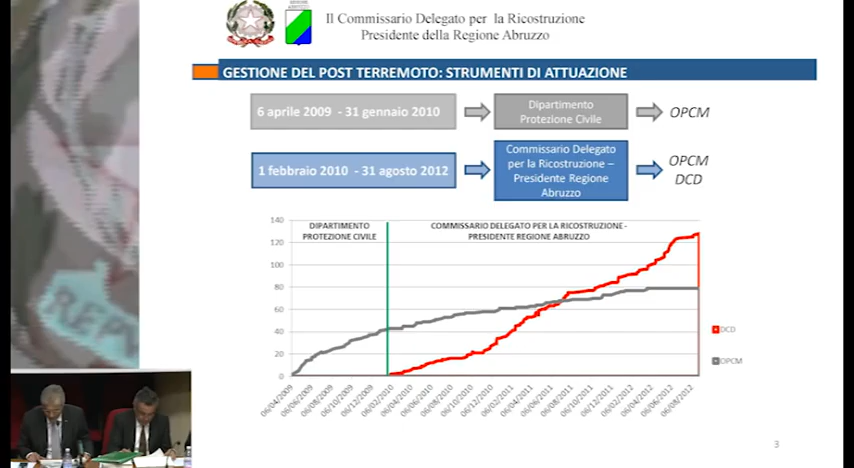 Il Commissario Delegato per la Ricostruzione
Presidente della Regione Abruzzo
GESTIONE DEL POST TERREMOTO: STRUMENTI DI ATTUAZIONE
6 aprile 2009 - 31 gennaio 2010
Dipartimento
Protezione Civile
OPCM
1 febbraio 2010 - 31 agosto 2012
Commissario Delegato
per la Ricostruzione –
Presidente Regione
Abruzzo
OPCM
DCD
DIPARTIMENTO
PROTEZIONE CIVILE
COMMISSARIO DELEGATO PER LA RICOSTRUZIONE -
PRESIDENTE REGIONE ABRUZZO
140
120
100
80
60
40
20
0
06/04/2009
06/06/2009
06/08/2009
06/10/2009
06/12/2009
06/02/2010
06/04/2010
06/06/2010
06/08/2010
06/10/2010
06/12/2010
06/02/2011
06/04/2011
06/06/2011
06/08/2011
06/10/2011
06/12/2011
06/02/2012
06/04/2012
06/06/2012
06/08/2012
DCD
OPCM
3